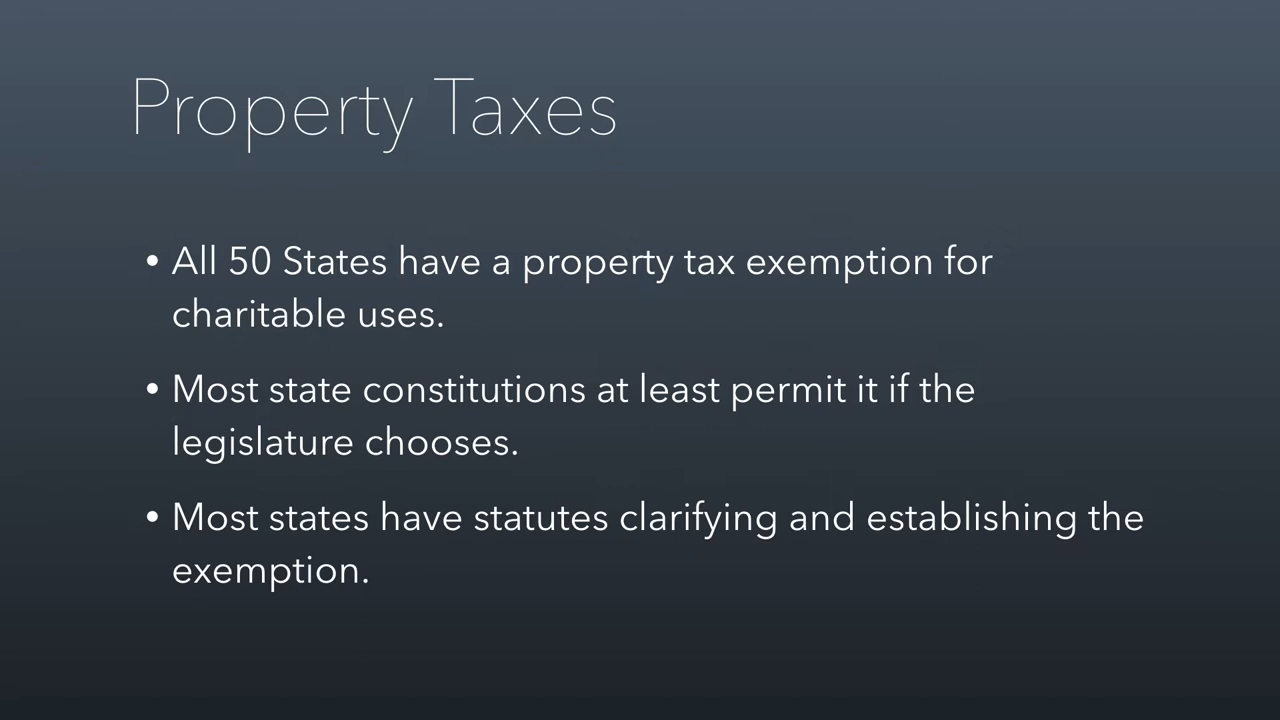 Property Taxes
• All 50 States have a property tax exemption for
charitable uses.
• Most state constitutions at least permit it if the
legislature chooses.
• Most states have statutes clarifying and establishing the
exemption.